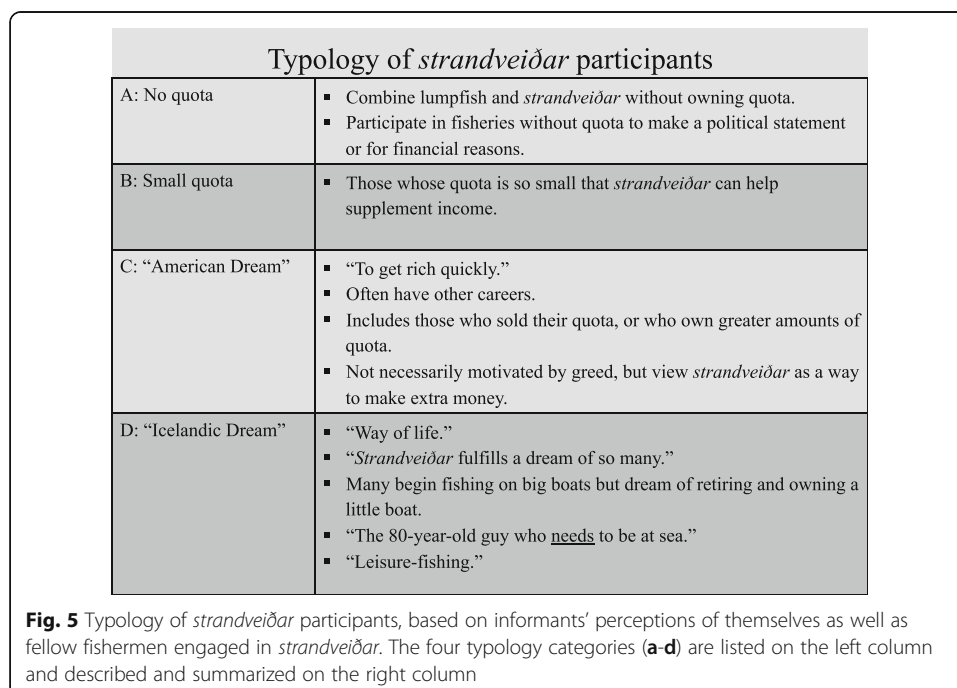 Typology of strandveiðar participants
A: No quota
▪ Combine lumpfish and strandveiðar without owning quota.
▪ Participate in fisheries without quota to make a political statement
or for financial reasons.
B: Small quota
▪ Those whose quota is so small that strandveiðar can help
supplement income.
C: “American Dream”
▪ “To get rich quickly.”
▪ Often have other careers.
▪ Includes those who sold their quota, or who own greater amounts of
quota.
▪ Not necessarily motivated by greed, but view strandveiðar as a way
to make extra money.
D: “Icelandic Dream”
▪ “Way of life.”
▪ “Strandveiðar fulfills a dream of so many.”
▪ Many begin fishing on big boats but dream of retiring and owning a
little boat.
▪ “The 80-year-old guy who needs to be at sea.”
▪ “Leisure-fishing.”
Fig. 5 Typology of strandveiðar participants, based on informants’ perceptions of themselves as well as
fellow fishermen engaged in strandveiðar. The four typology categories (a-d) are listed on the left column
and described and summarized on the right column